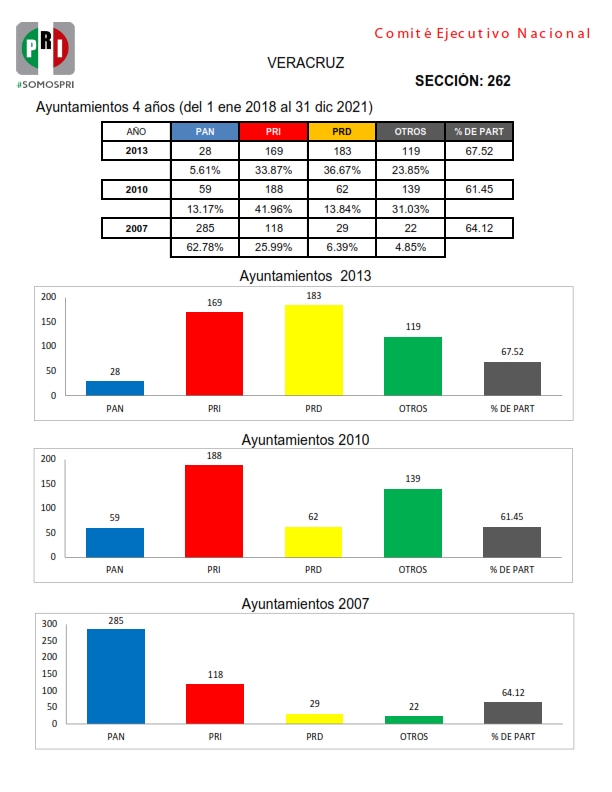 Comité Ejecutivo Nacional
PRI
#SOMOSPRI
VERACRUZ
SECCIÓN: 262
Ayuntamientos 4 años (del 1 ene 2018 al 31 dic 2021)
AÑO PAN PRI PRD OTROS % DE PART
2013 28 169 183 119 67.52
5.61% 33.87% 36.67% 23.85%
2010 59 188 62 139 61.45
13.17% 41.96% 13.84% 31.03%
2007 285 118 29 22 64.12
62.78% 25.99% 6.39% 4.85%
Ayuntamientos 2013
200
150
100
50
0
28 169 183 119 67.52
PAN PRI PRD OTROS % DE PART
Ayuntamientos 2010
200
150
100
50
0
59 188 62 139 61.45
PAN PRI PRD OTROS % DE PART
Ayuntamientos 2007
300
250
200
150
100
50
0
285 118 29 22 64.12
PAN PRI PRD OTROS % DE PART